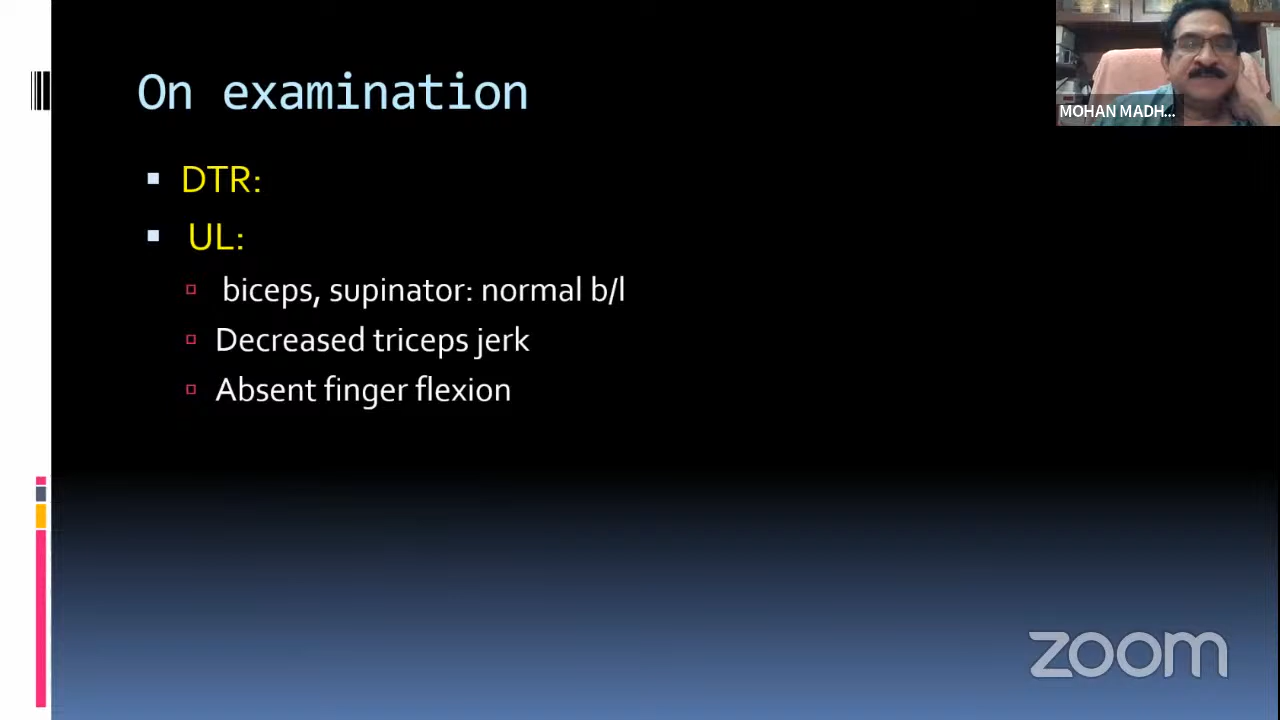 On examination
MOHAN MADH...
DTR:
UL:
biceps, supinator: normal b/l
Decreased triceps jerk
Absent finger flexion
zoom